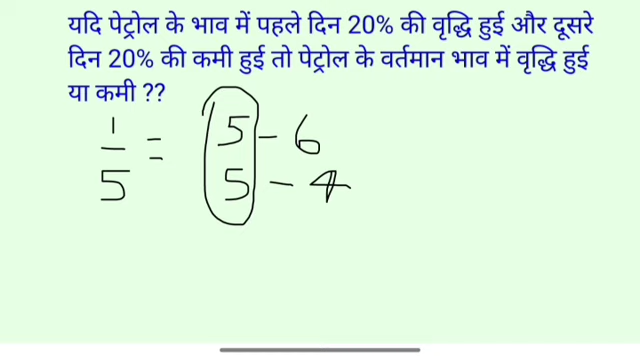 यदि पेट्रोल के भाव में पहले दिन 20% की वृद्धि हुई और दूसरे
दिन 20% की कमी हुई तो पेट्रोल के वर्तमान भाव में वृद्धि हुई
या कमी ??
1/5 = 5 - 6
5 - 4